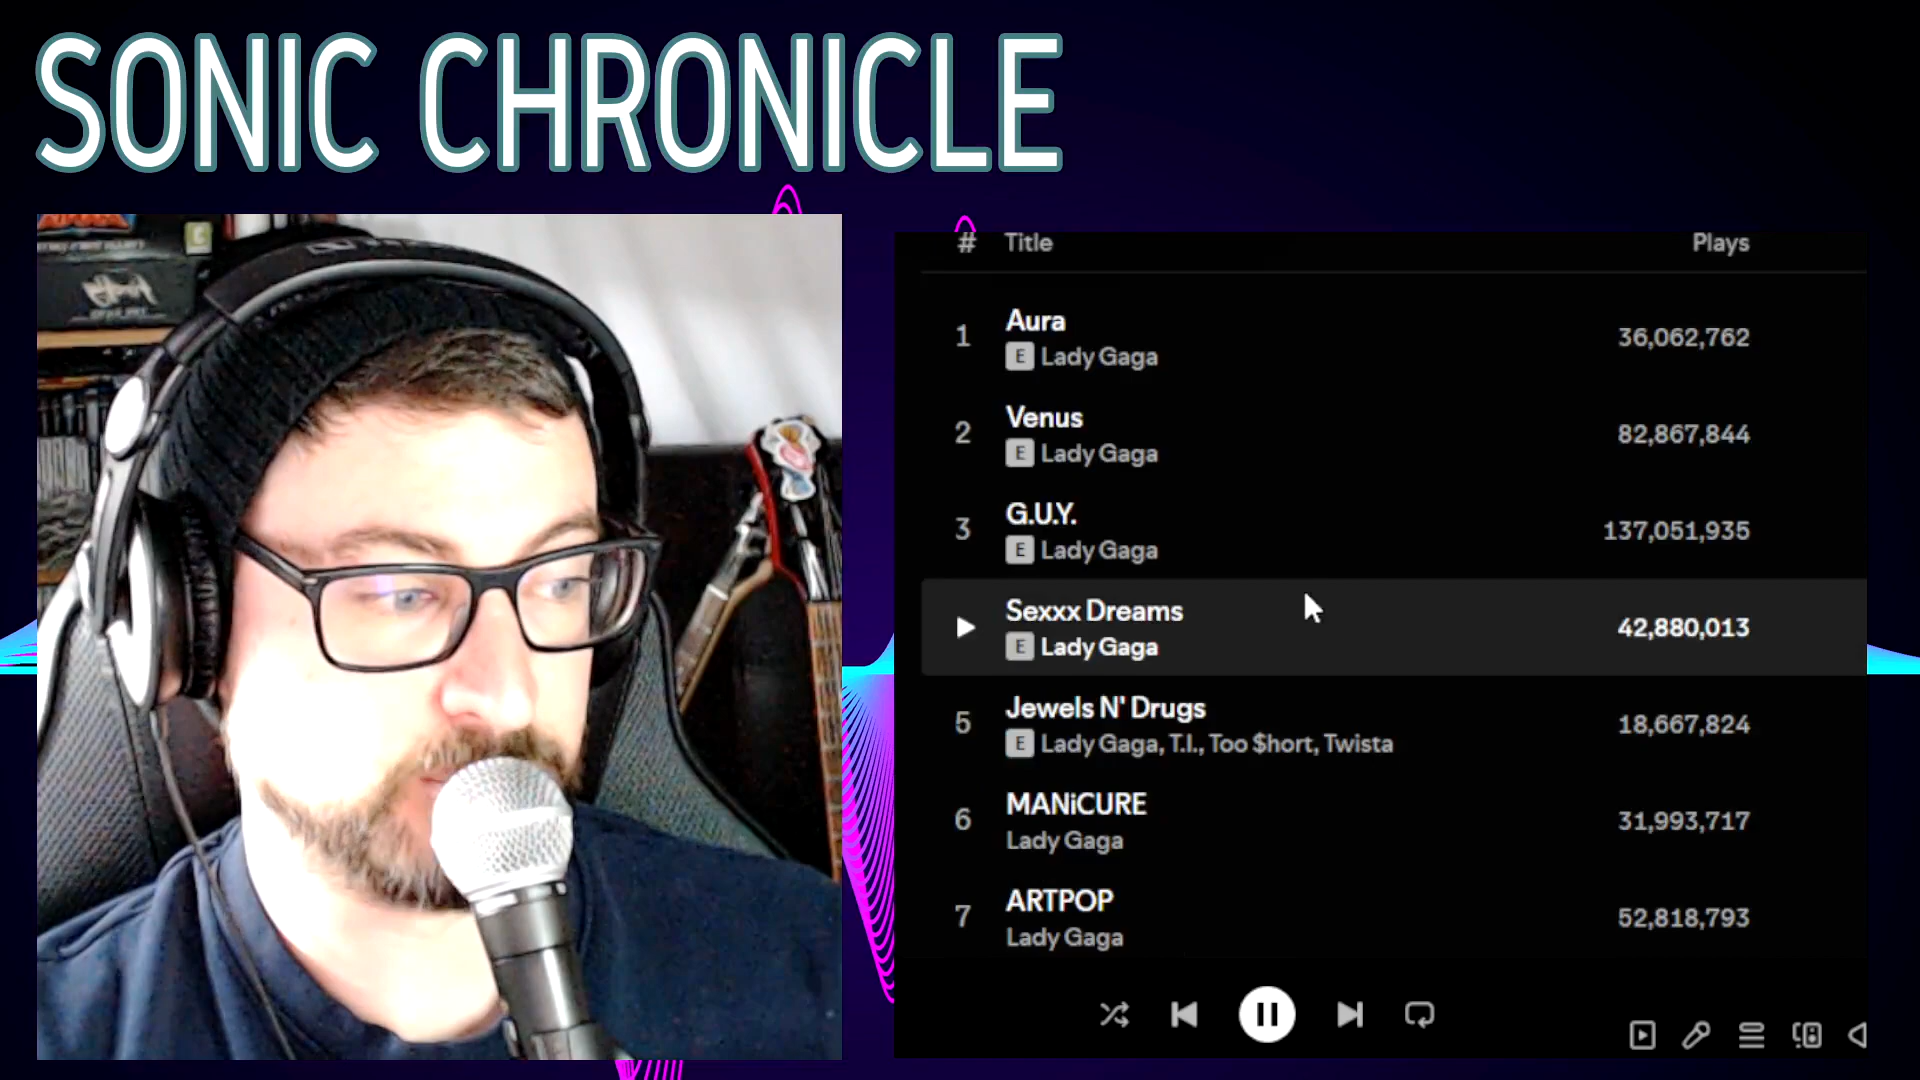 SONIC CHRONICLE
# Title Plays
1 Aura 36,062,762
E Lady Gaga
2 Venus 82,867,844
E Lady Gaga
3 G.U.Y. 137,051,935
E Lady Gaga
Sexxx Dreams 42,880,013
E Lady Gaga
5 Jewels N' Drugs 18,667,824
E Lady Gaga, T.I., Too $hort, Twista
6 MANiCURE 31,993,717
Lady Gaga
7 ARTPOP 52,818,793
Lady Gaga